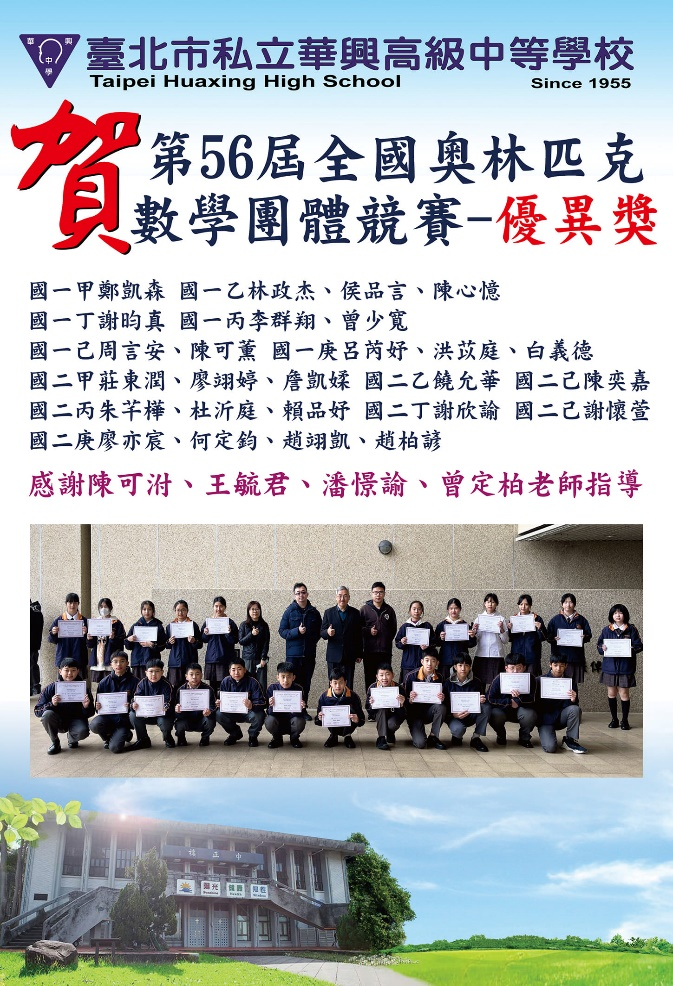 華興
中學
臺北市私立華興高級中等學校
Taipei Huaxing High School Since 1955
賀
第56屆全國奧林匹克
數學團體競賽-優異獎
國一甲鄭凱森 國一乙林政杰、侯品言、陳心憶
國一丁謝昀真 國一丙李群翔、曾少寬
國一己周言安、陳可薰 國一庚呂芮妤、洪苡庭、白義德
國二甲莊東潤、廖翊婷、詹凱媃 國二乙饒允華 國二己陳奕嘉
國二丙朱芊樺、杜沂庭、賴品妤 國二丁謝欣諭 國二己謝懷萱
國二庚廖亦宸、何定鈞、趙翊凱、趙柏諺
感謝陳可泭、王毓君、潘憬諭、曾定柏老師指導
中正樓